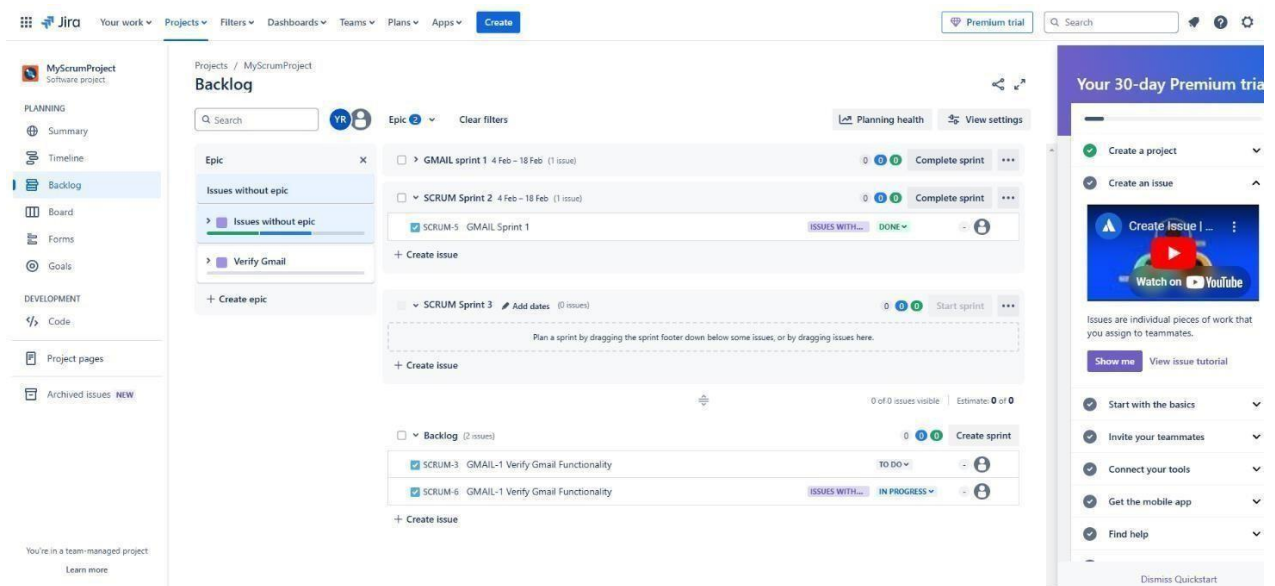 Jira Your work Projects Filters Dashboards Teams Plans Apps Create Premium trial Search
MyScrumProject
Software project
PLANNING
Summary
Timeline
Backlog
Board
Forms
Goals
DEVELOPMENT
Code
Project pages
Archived issues NEW
You're in a team-managed project
Learn more
Projects / MyScrumProject
Backlog
Search YR Epic 2 Clear filters Planning health View settings
Epic
Issues without epic
Issues without epic
Verify Gmail
+ Create epic
GMAIL sprint 1 4 Feb – 18 Feb (1 issue) 0 0 0 Complete sprint
SCRUM Sprint 2 4 Feb – 18 Feb (1 issue) 0 0 0 Complete sprint
SCRUM-5 GMAIL Sprint 1 ISSUES WITH... DONE -
+ Create issue
SCRUM Sprint 3 Add dates (0 issues) 0 0 0 Start sprint
Plan a sprint by dragging the sprint footer down below some issues, or by dragging issues here.
+ Create issue
0 of 0 issues visible Estimate: 0 of 0
Backlog (2 issues) 0 0 0 Create sprint
SCRUM-3 GMAIL-1 Verify Gmail Functionality TO DO -
SCRUM-6 GMAIL-1 Verify Gmail Functionality ISSUES WITH... IN PROGRESS -
+ Create issue
Your 30-day Premium tria
Create a project
Create an issue
Create Issue | ...
Watch on YouTube
Issues are individual pieces of work that
you assign to teammates.
Show me View issue tutorial
Start with the basics
Invite your teammates
Connect your tools
Get the mobile app
Find help
Dismiss Quickstart